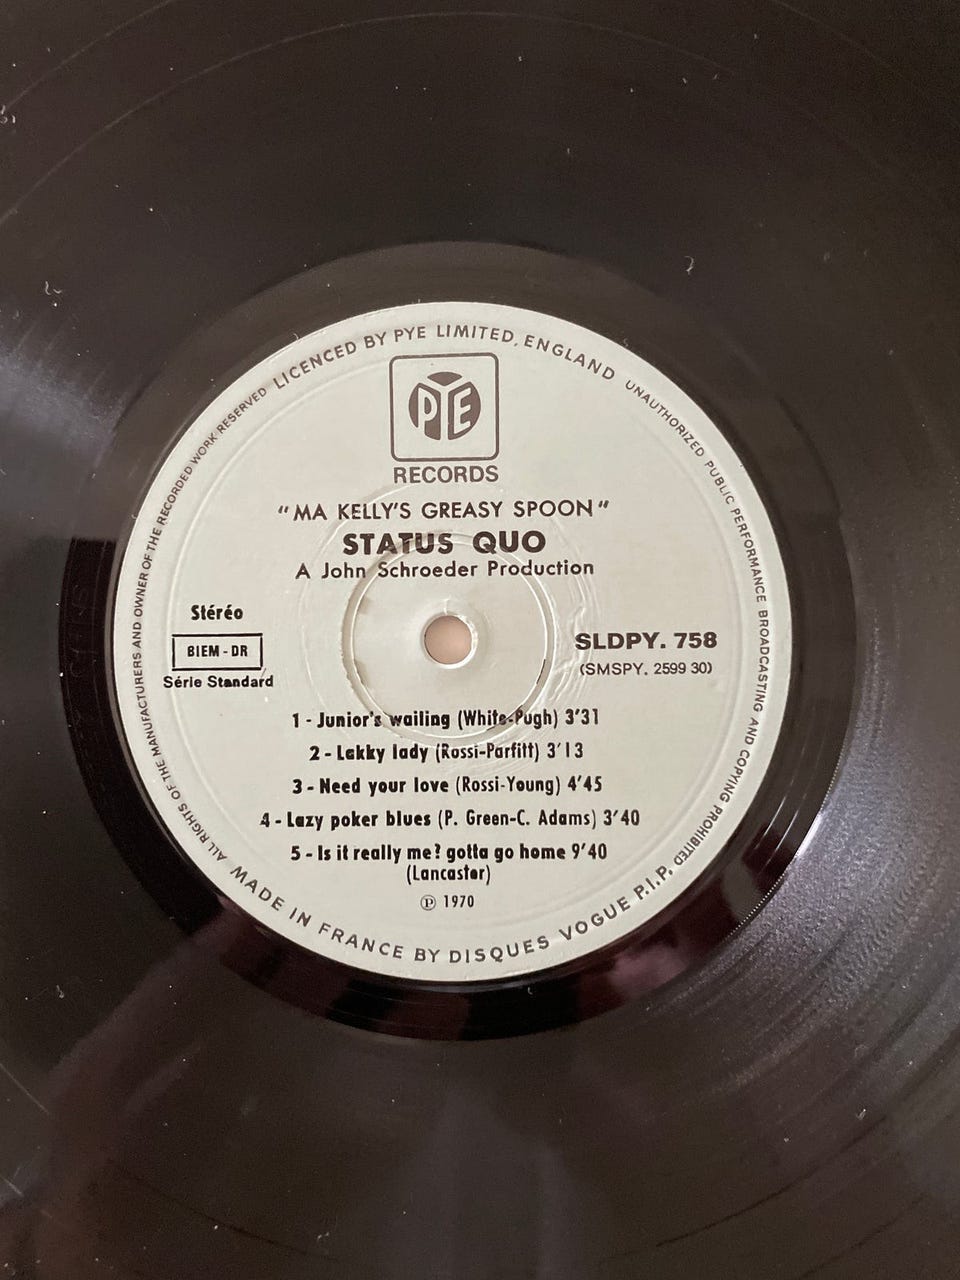 LICENCED BY PYE LIMITED, ENGLAND
UNAUTHORIZED PUBLIC PERFORMANCE BROADCASTING AND COPYING PROHIBITED
PYE
RECORDS
"MA KELLY'S GREASY SPOON"
STATUS QUO
A John Schroeder Production
Stéréo
BIEM - DR
Série Standard
SLDPY. 758
(SMSPY. 2599 30)
1 - Junior's wailing (White-Pugh) 3'31
2 - Lakky lady (Rossi-Parfitt) 3'13
3 - Need your love (Rossi-Young) 4'45
4 - Lazy poker blues (P. Green-C. Adams) 3'40
5 - Is it really me? gotta go home 9'40
(Lancaster)
℗ 1970
MADE IN FRANCE BY DISQUES VOGUE P.I.P.
ALL RIGHTS OF THE MANUFACTURERS AND OWNER OF THE RECORDED WORK RESERVED